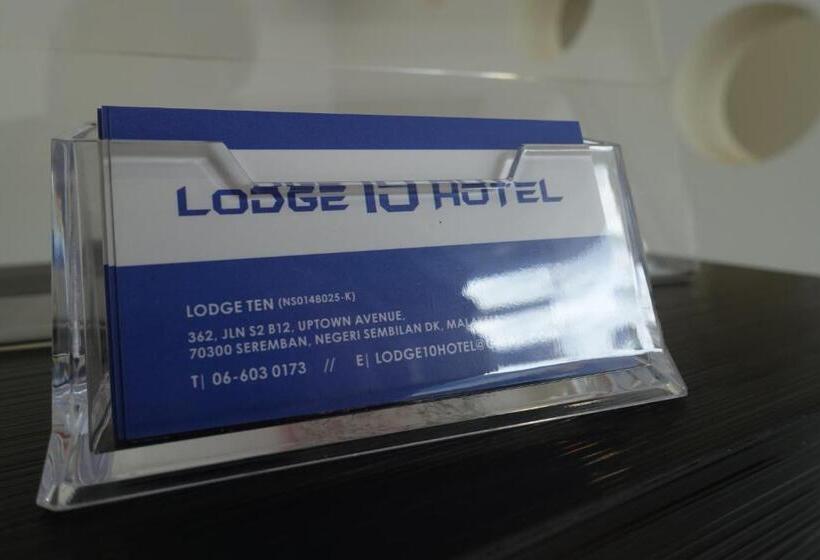 LODGE 10 HOTEL
LODGE TEN (NS0148025-K)
362, JLN S2 B12, UPTOWN AVENUE,
70300 SEREMBAN, NEGERI SEMBILAN DK,
T| 06-603 0173 // E| LODGE10HOTEL@